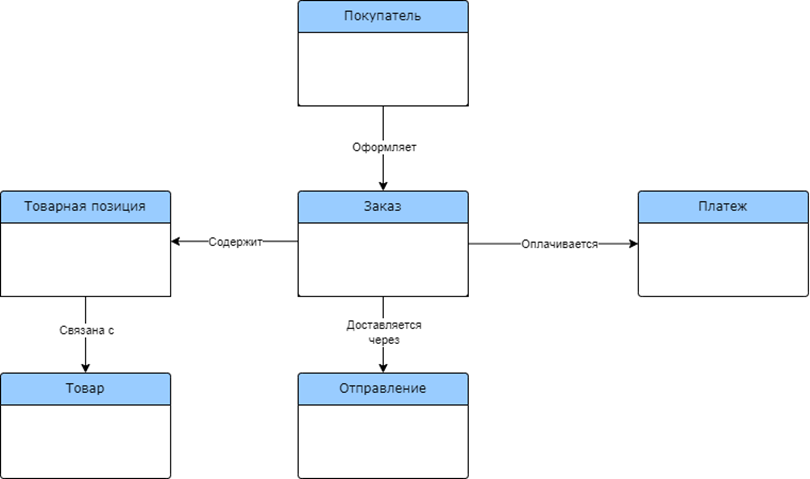 Покупатель
Оформляет
Товарная позиция
Заказ
Платеж
Содержит
Оплачивается
Связана с
Доставляется
через
Товар
Отправление